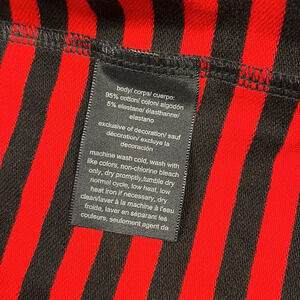 body/ corps/ cuerpo:
95% cotton/ coton/ algodón
5% elastane/ élasthanne/
elastano
exclusive of decoration/ sauf
décoration/ excluye la
decoración
machine wash cold, wash with
like colors, non-chlorine bleach
only, dry promptly,tumble dry
normal cycle, low heat, low
heat iron if necessary, dry
clean/laver à la machine à l'eau
froide, laver en séparant les
couleurs, seulement agent de